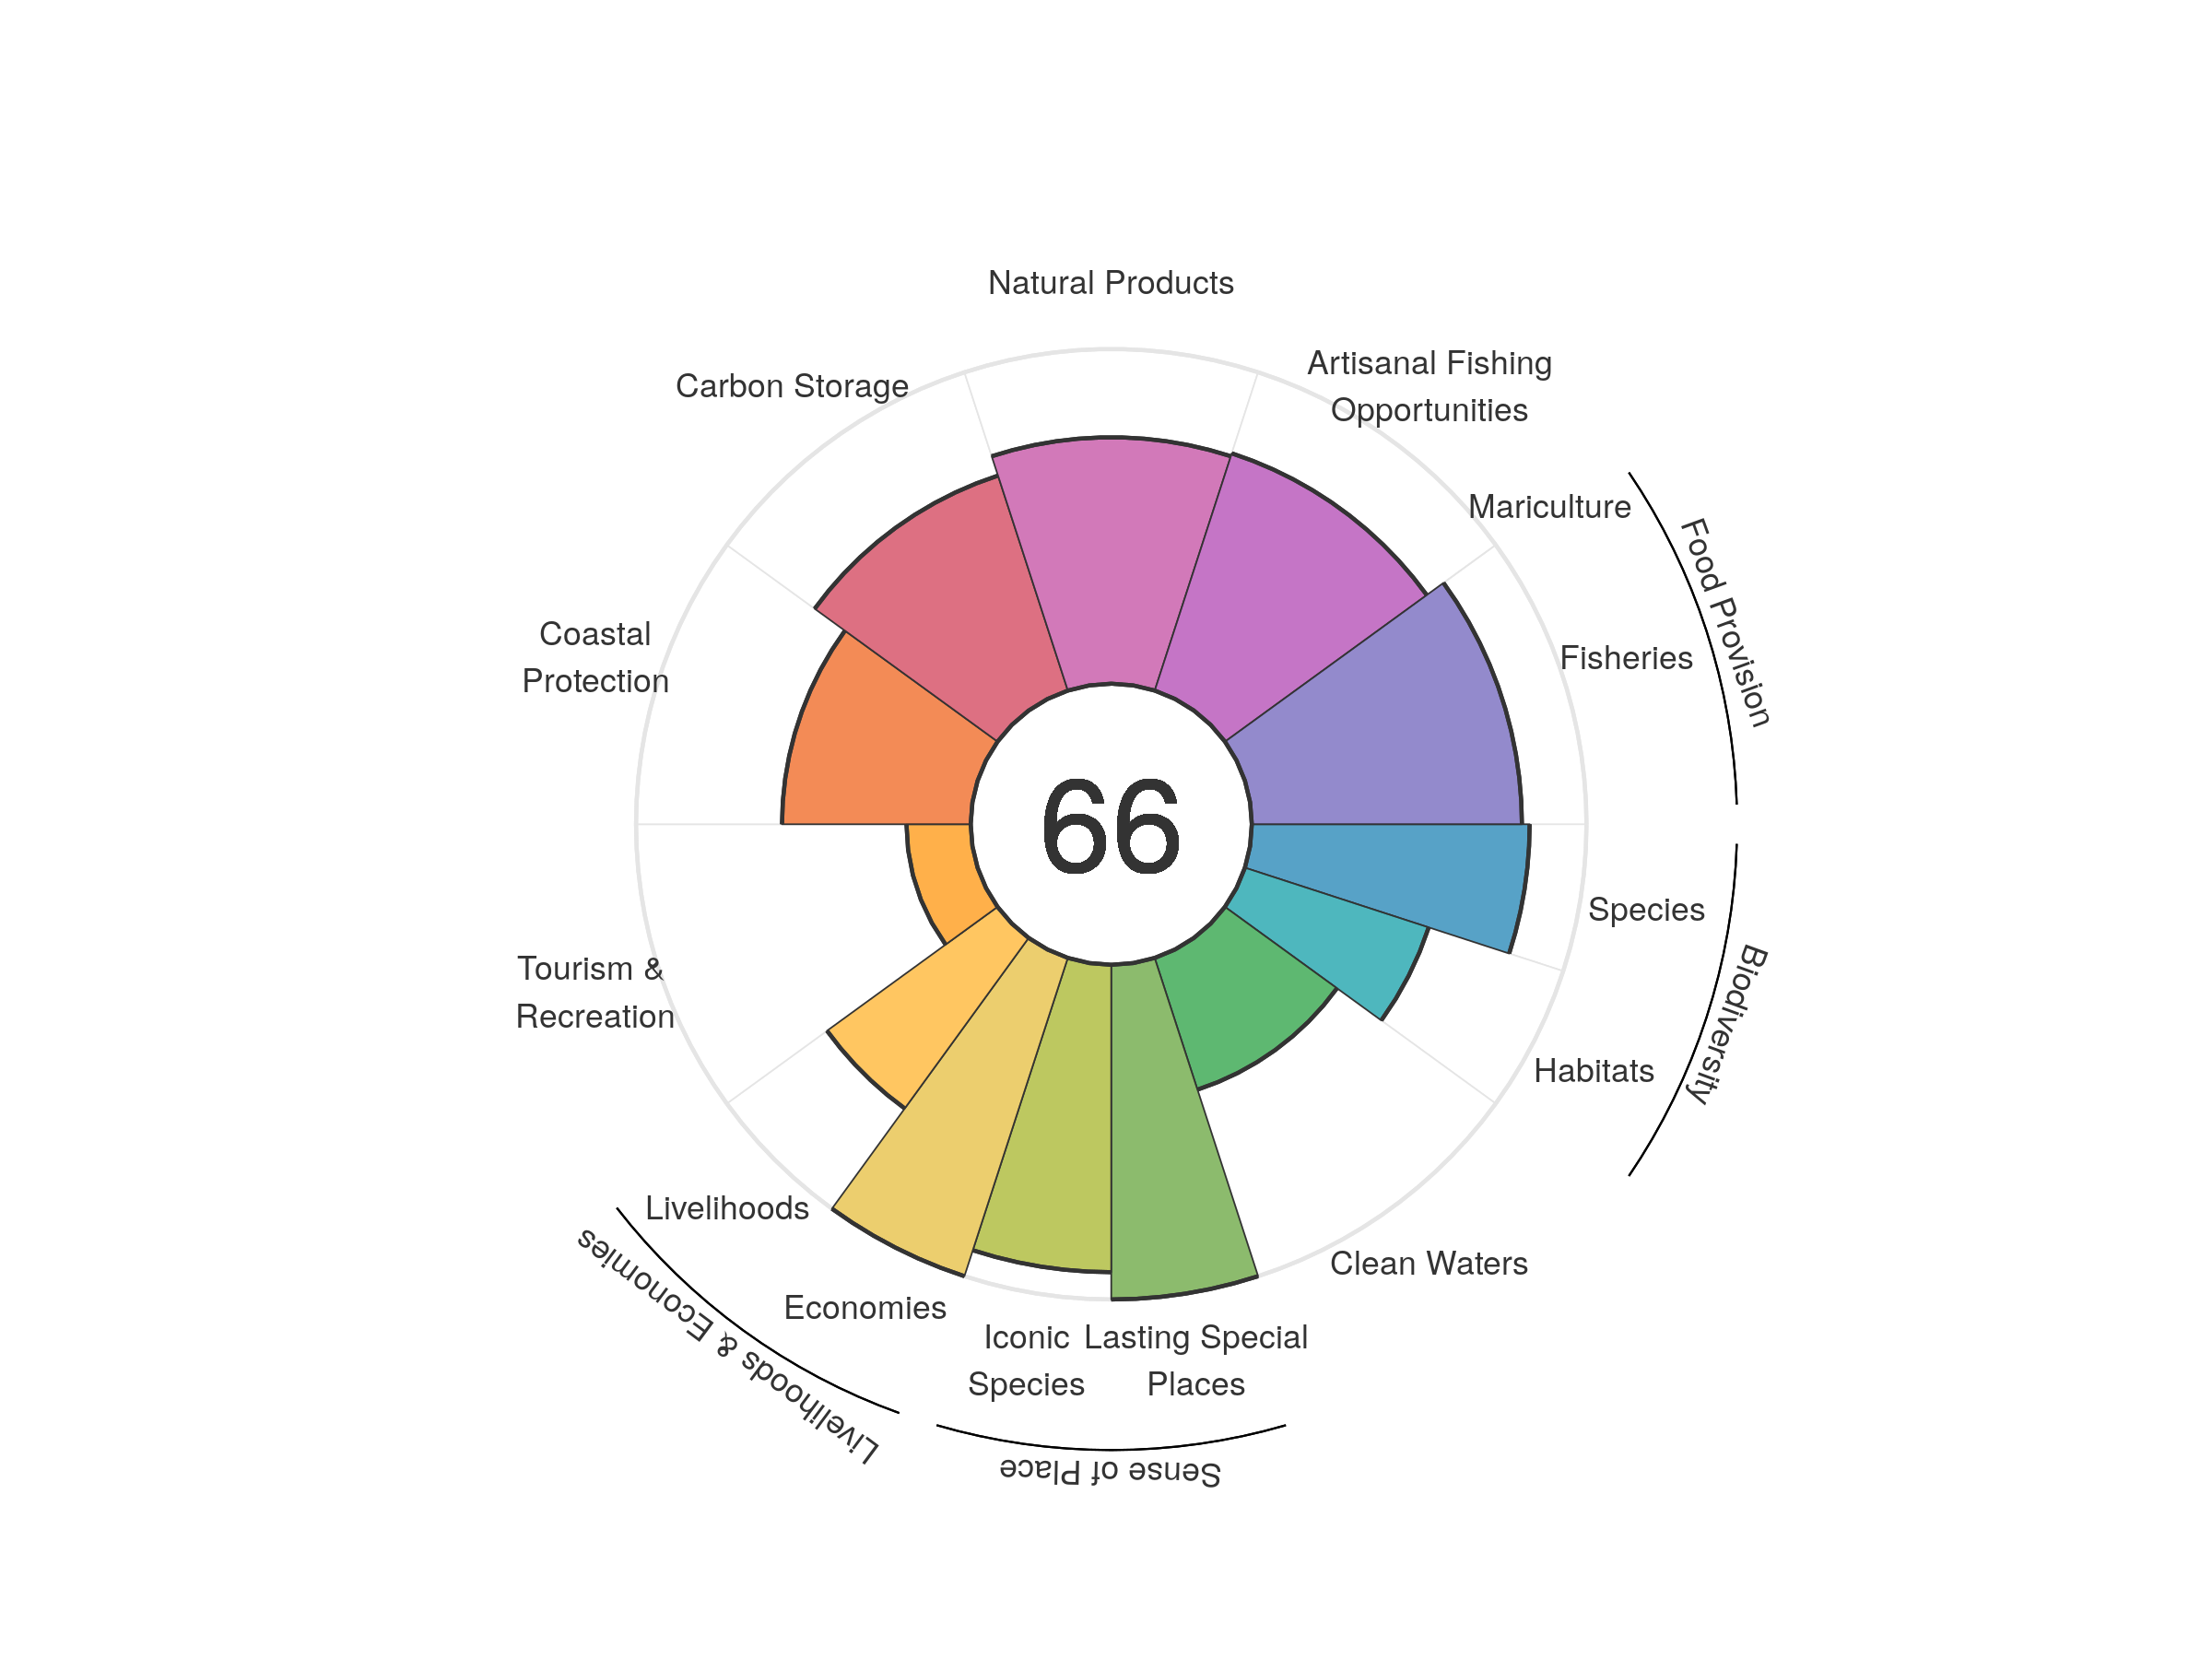 Natural Products
Artisanal Fishing
Opportunities
Carbon Storage
Mariculture
Food Provision
Fisheries
Coastal
Protection
66
Species
Biodiversity
Habitats
Tourism &
Recreation
Livelihoods
Livelihoods & Economies
Economies
Clean Waters
Iconic
Species
Lasting Special
Places
Sense of Place